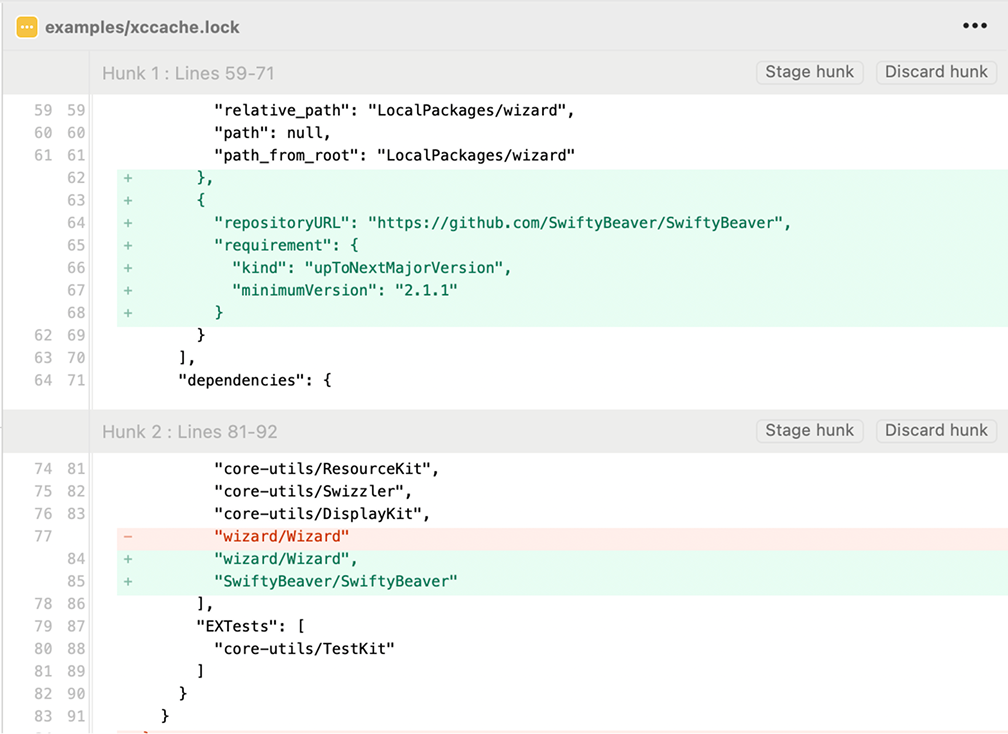 examples/xccache.lock
Hunk 1 : Lines 59-71 Stage hunk Discard hunk
59 59 "relative_path": "LocalPackages/wizard",
60 60 "path": null,
61 61 "path_from_root": "LocalPackages/wizard"
62 + },
63 + {
64 + "repositoryURL": "https://github.com/SwiftyBeaver/SwiftyBeaver",
65 + "requirement": {
66 + "kind": "upToNextMajorVersion",
67 + "minimumVersion": "2.1.1"
68 + }
62 69 }
63 70 ],
64 71 "dependencies": {
Hunk 2 : Lines 81-92 Stage hunk Discard hunk
74 81 "core-utils/ResourceKit",
75 82 "core-utils/Swizzler",
76 83 "core-utils/DisplayKit",
77 - "wizard/Wizard"
84 + "wizard/Wizard",
85 + "SwiftyBeaver/SwiftyBeaver"
78 86 ],
79 87 "EXTests": [
80 88 "core-utils/TestKit"
81 89 ]
82 90 }
83 91 }